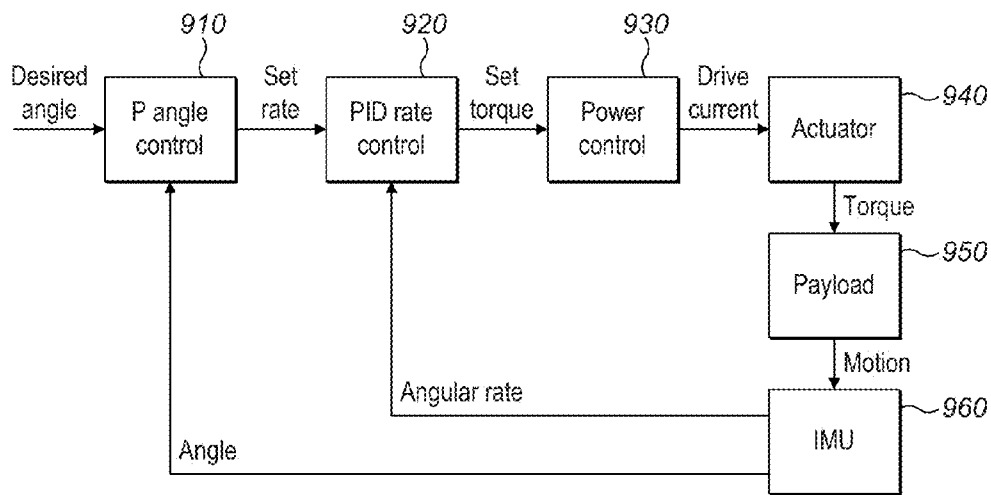 910
920
930
Desired
angle
P angle
control
Set
rate
PID rate
control
Set
torque
Power
control
Drive
current
Actuator
940
Torque
Payload
950
Motion
IMU
960
Angular rate
Angle